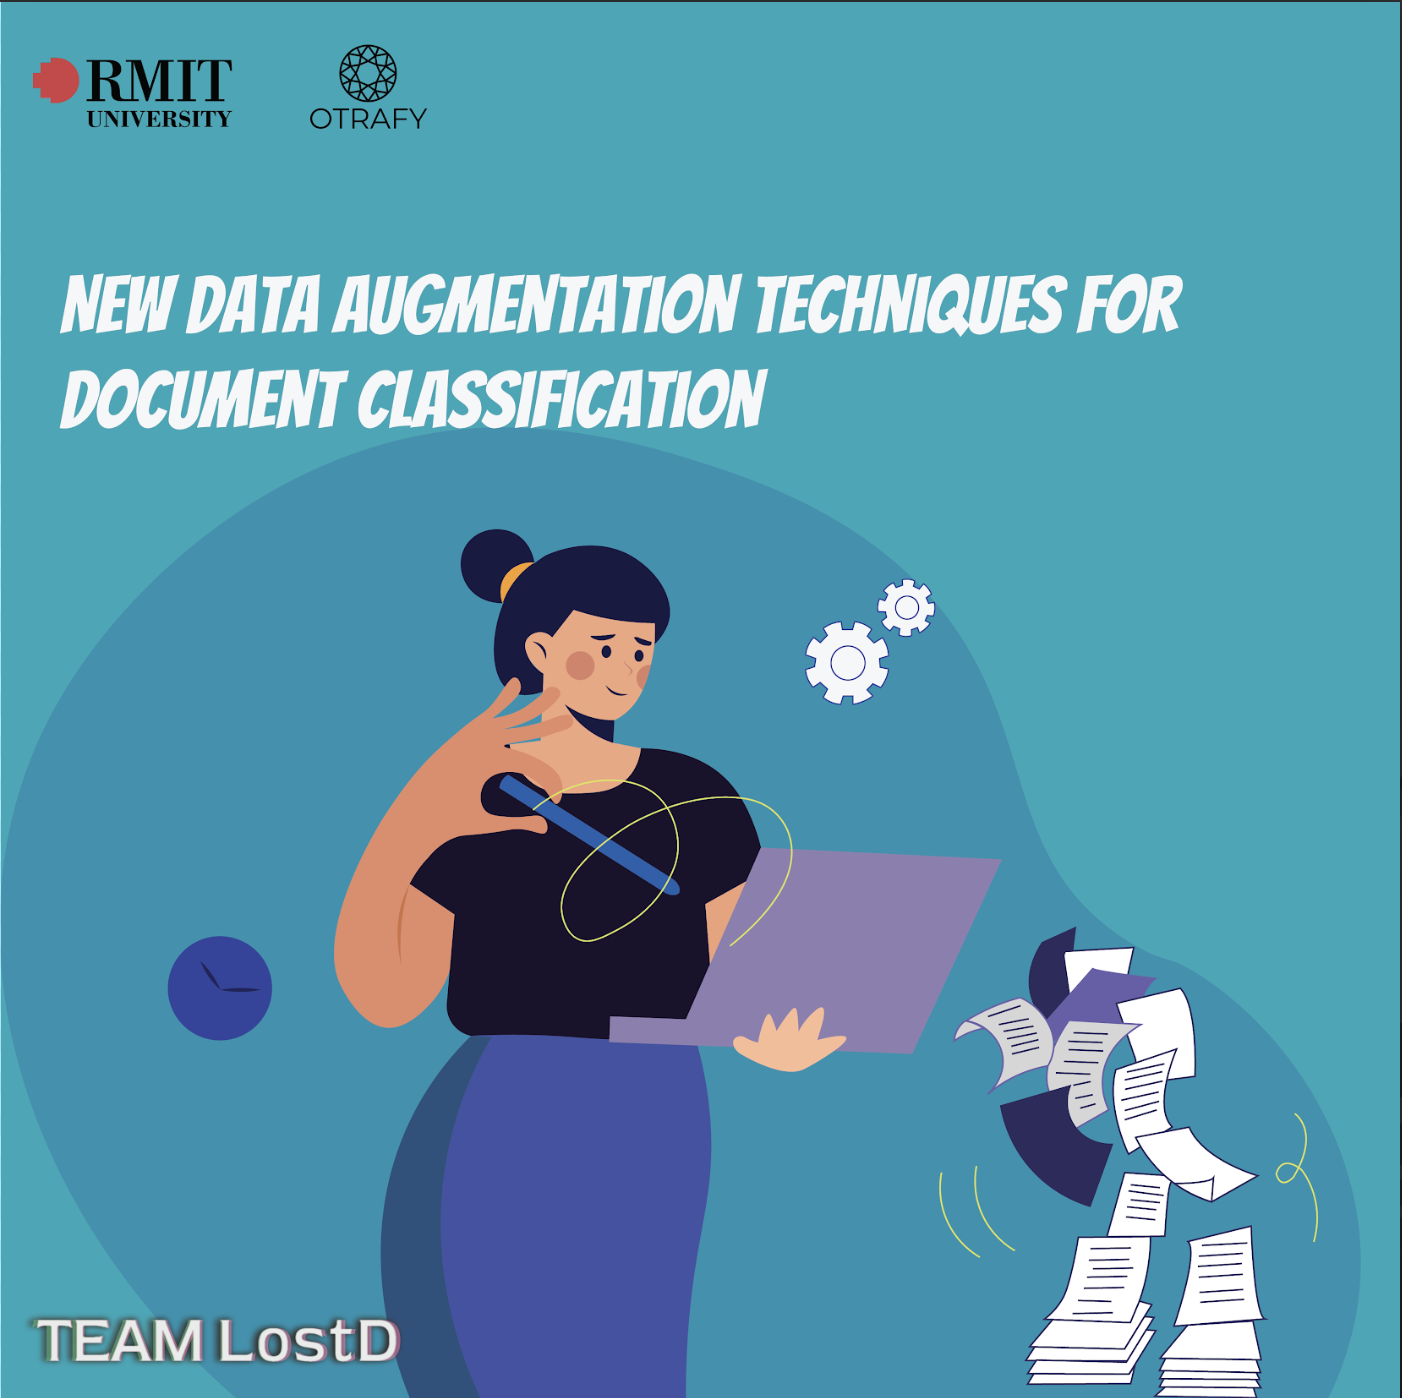 RMIT
UNIVERSITY
OTRAFY
NEW DATA AUGMENTATION TECHNIQUES FOR
DOCUMENT CLASSIFICATION
TEAM LostD